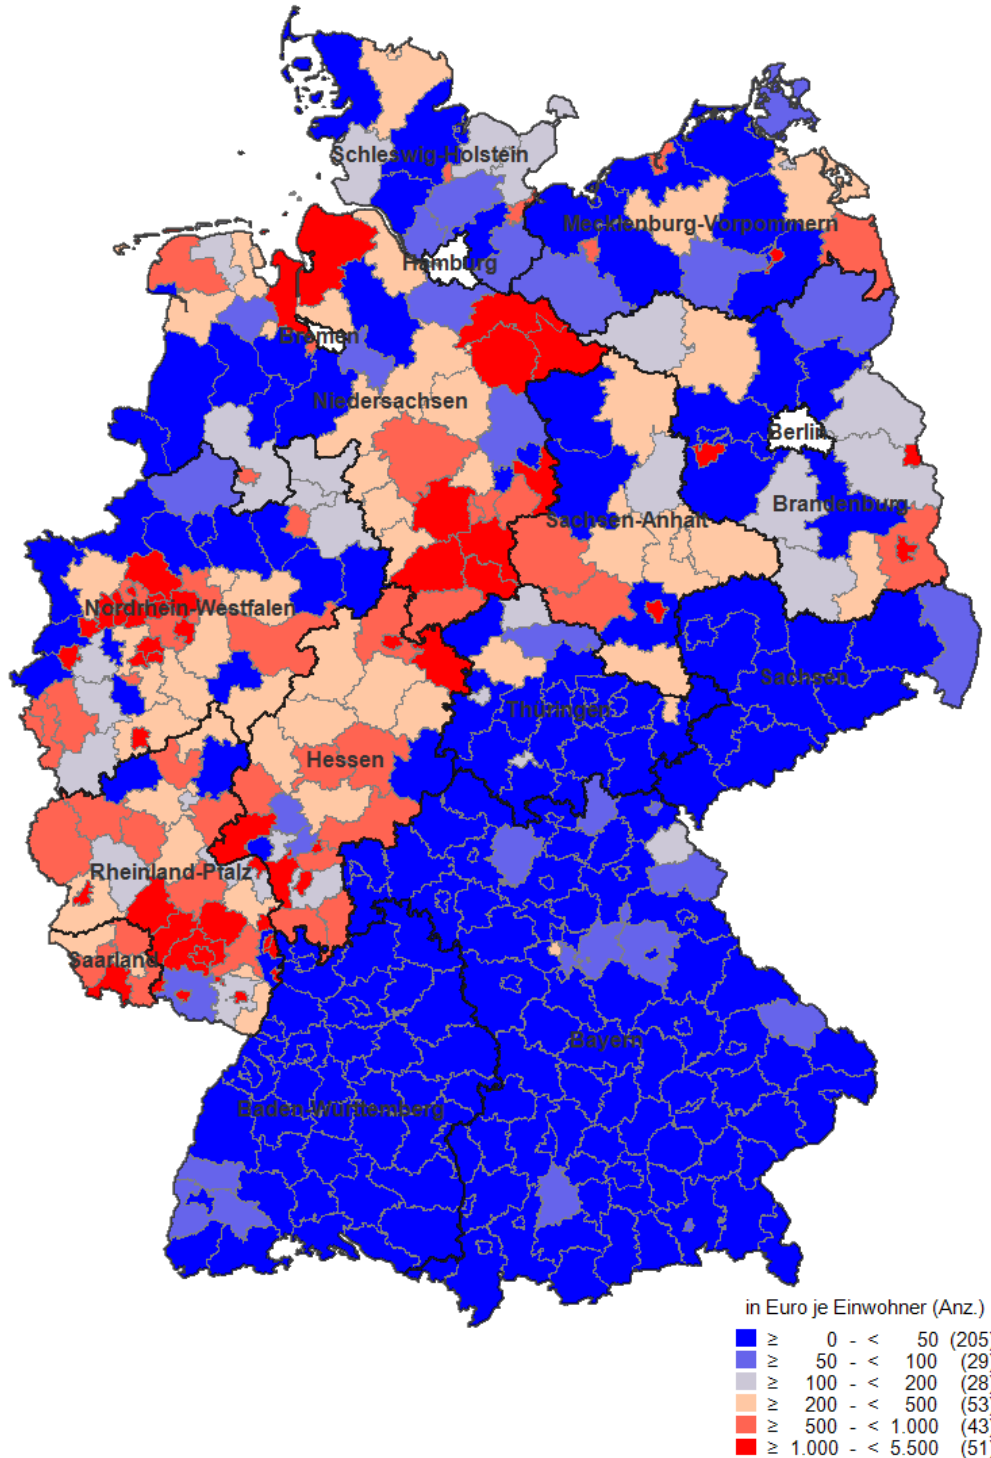 Schleswig-Holstein
Mecklenburg-Vorpommern
Hamburg
Bremen
Niedersachsen
Berlin
Brandenburg
Sachsen-Anhalt
Nordrhein-Westfalen
Sachsen
Thüringen
Hessen
Rheinland-Pfalz
Saarland
Bayern
Baden-Württemberg
in Euro je Einwohner (Anz.)
≥ 0 - < 50 (205)
≥ 50 - < 100 (29)
≥ 100 - < 200 (28)
≥ 200 - < 500 (53)
≥ 500 - < 1.000 (43)
≥ 1.000 - < 5.500 (51)